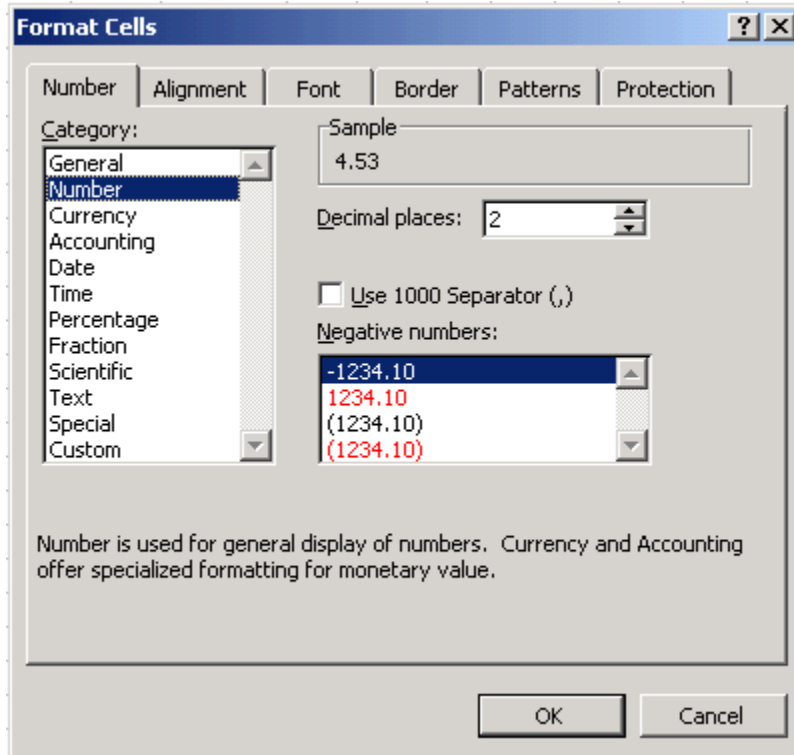 Format Cells
Number Alignment Font Border Patterns Protection
Category:
General
Number
Currency
Accounting
Date
Time
Percentage
Fraction
Scientific
Text
Special
Custom
Sample
4.53
Decimal places: 2
Use 1000 Separator (,)
Negative numbers:
-1234.10
1234.10
(1234.10)
(1234.10)
Number is used for general display of numbers.  Currency and Accounting
offer specialized formatting for monetary value.
OK Cancel